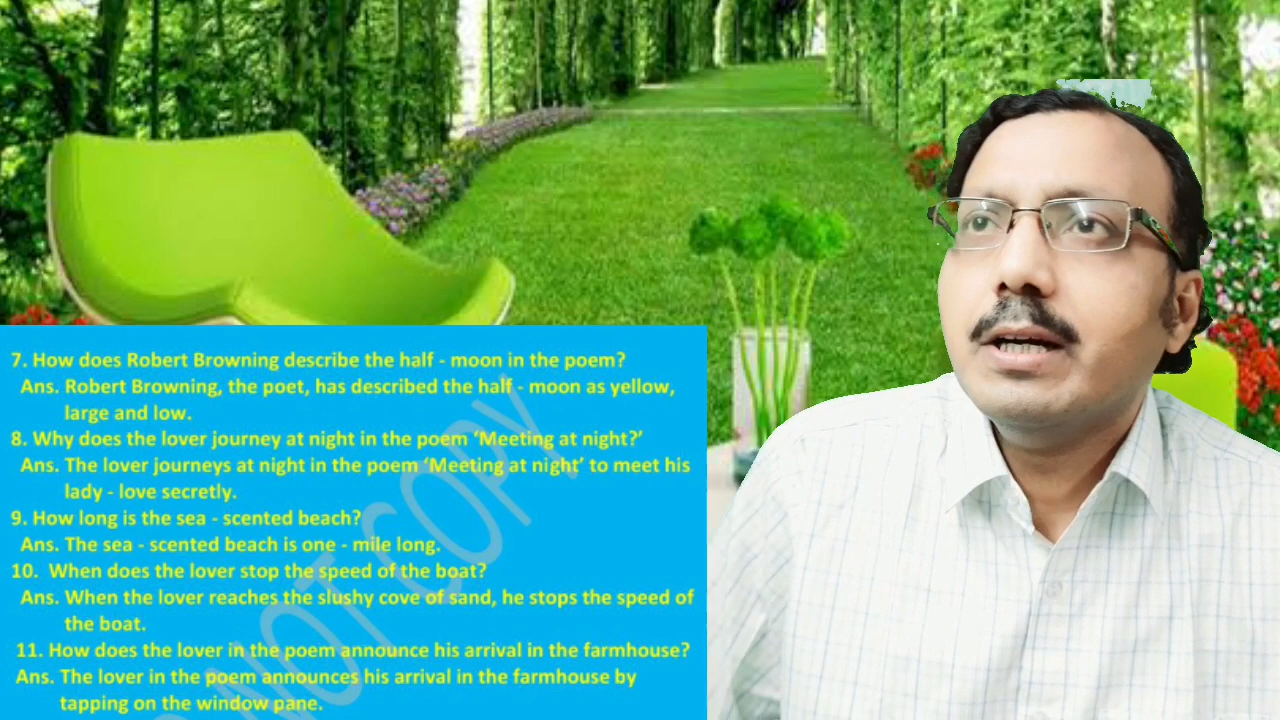 7. How does Robert Browning describe the half - moon in the poem?
Ans. Robert Browning, the poet, has described the half - moon as yellow,
large and low.
8. Why does the lover journey at night in the poem ‘Meeting at night?’
Ans. The lover journeys at night in the poem ‘Meeting at night’ to meet his
lady - love secretly.
9. How long is the sea - scented beach?
Ans. The sea - scented beach is one - mile long.
10. When does the lover stop the speed of the boat?
Ans. When the lover reaches the slushy cove of sand, he stops the speed of
the boat.
11. How does the lover in the poem announce his arrival in the farmhouse?
Ans. The lover in the poem announces his arrival in the farmhouse by
tapping on the window pane.
NOT COPY